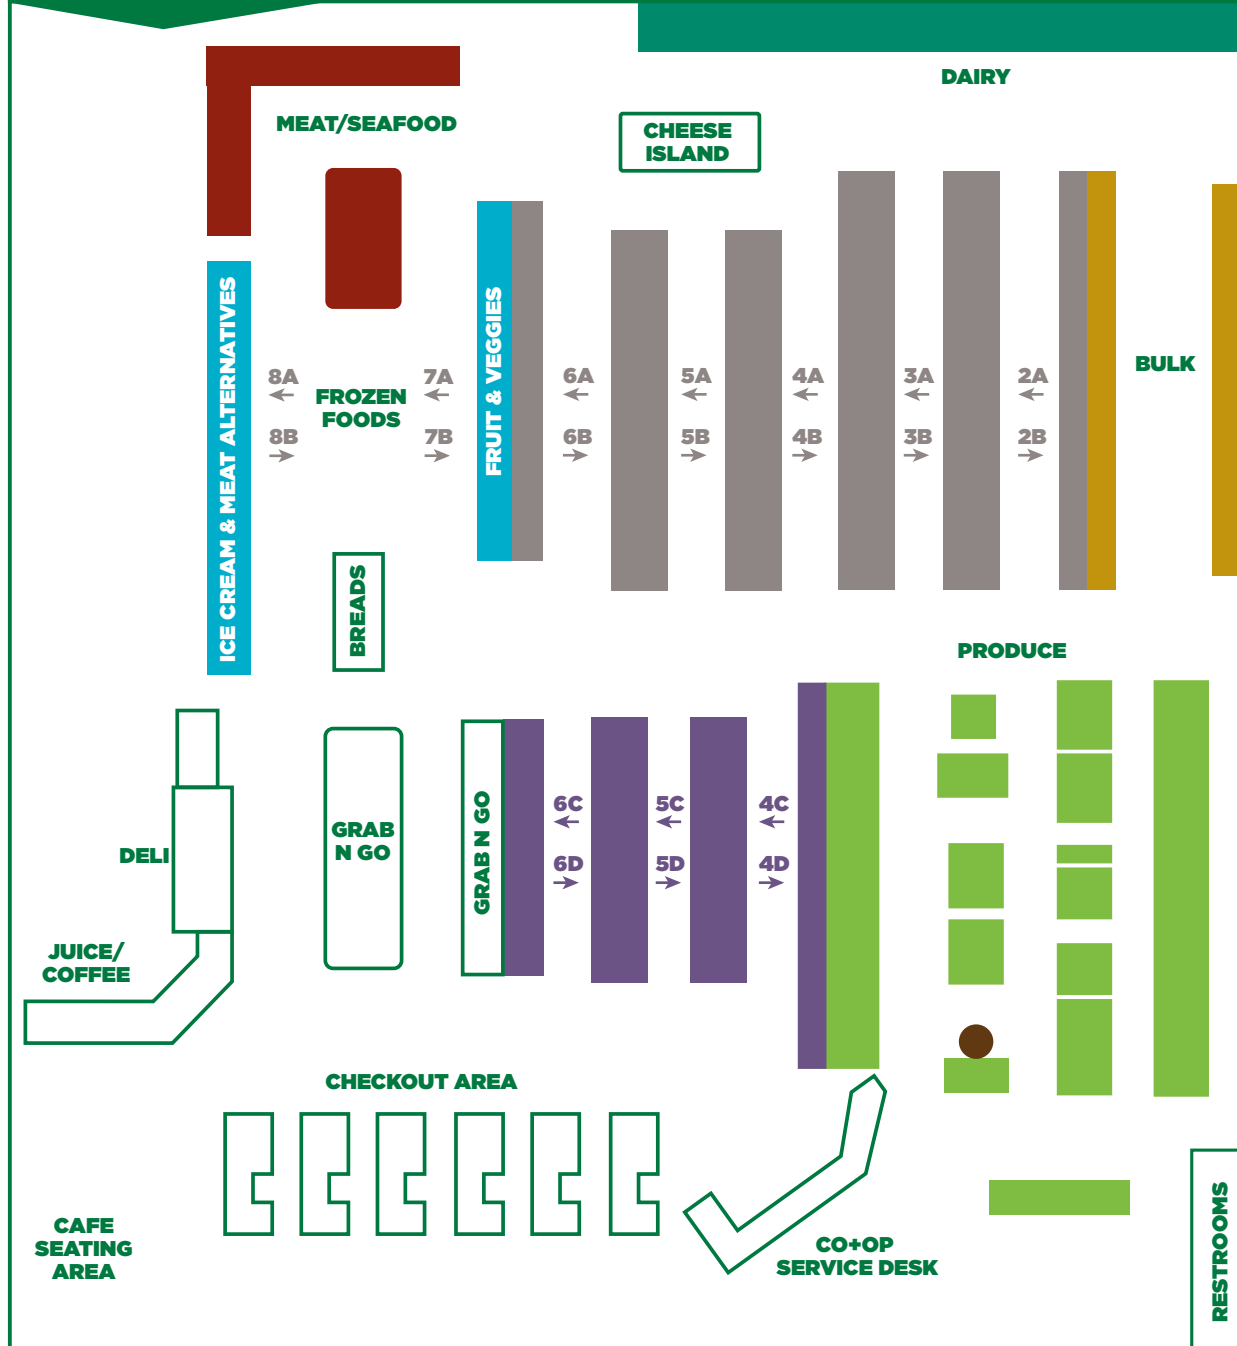 DAIRY
MEAT/SEAFOOD
CHEESE
ISLAND
ICE CREAM & MEAT ALTERNATIVES
8A
8B
FROZEN
FOODS
7A
7B
FRUIT & VEGGIES
6A
6B
5A
5B
4A
4B
3A
3B
2A
2B
BULK
BREADS
PRODUCE
DELI
GRAB
N GO
GRAB N GO
6C
6D
5C
5D
4C
4D
JUICE/
COFFEE
CHECKOUT AREA
CAFE
SEATING
AREA
CO+OP
SERVICE DESK
RESTROOMS